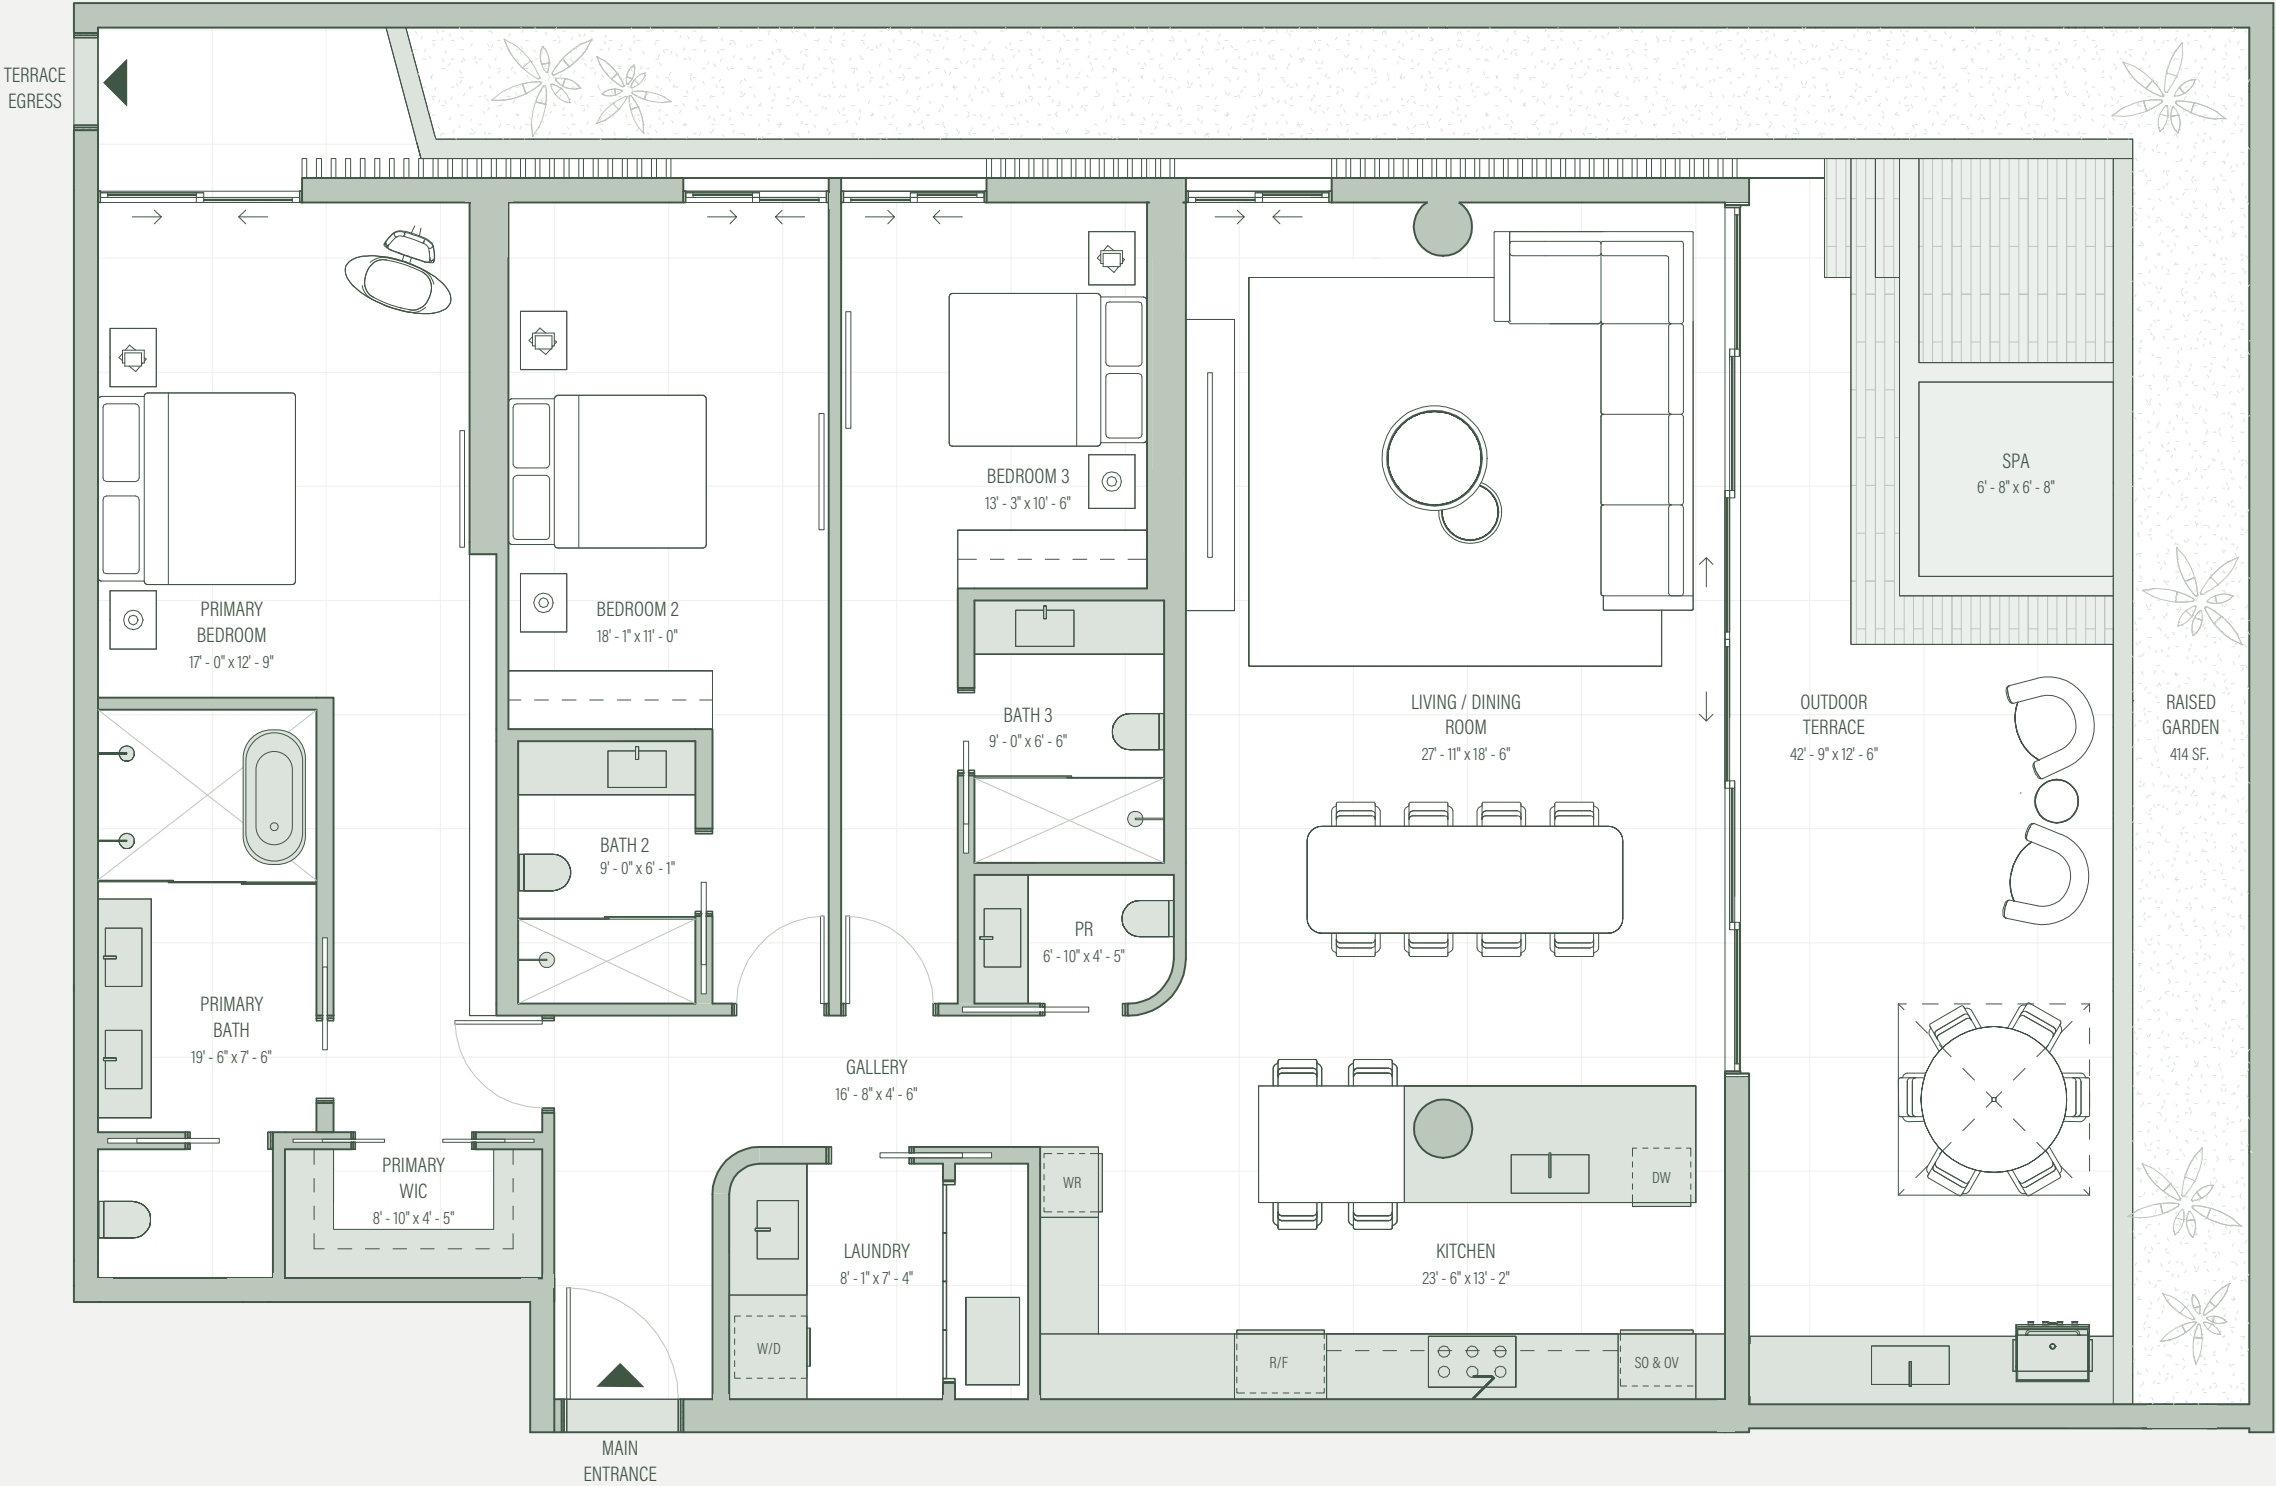 TERRACE
EGRESS
PRIMARY
BEDROOM
17' - 0" x 12' - 9"
BEDROOM 2
18' - 1" x 11' - 0"
BEDROOM 3
13' - 3" x 10' - 6"
SPA
6' - 8" x 6' - 8"
BATH 3
9' - 0" x 6' - 6"
LIVING / DINING
ROOM
27' - 11" x 18' - 6"
OUTDOOR
TERRACE
42' - 9" x 12' - 6"
RAISED
GARDEN
414 SF.
BATH 2
9' - 0" x 6' - 1"
PR
6' - 10" x 4' - 5"
PRIMARY
BATH
19' - 6" x 7' - 6"
GALLERY
16' - 8" x 4' - 6"
PRIMARY
WIC
8' - 10" x 4' - 5"
WR
DW
LAUNDRY
8' - 1" x 7' - 4"
KITCHEN
23' - 6" x 13' - 2"
W/D
R/F
SO & OV
MAIN
ENTRANCE